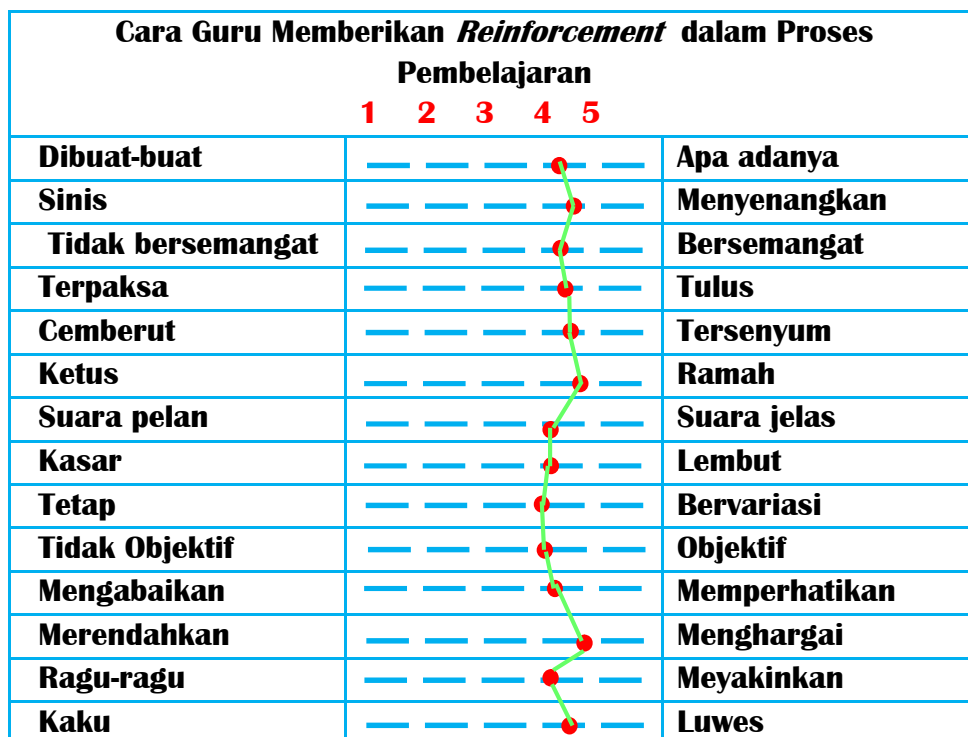 Cara Guru Memberikan Reinforcement dalam Proses
Pembelajaran
1 2 3 4 5
Dibuat-buat Apa adanya
Sinis Menyenangkan
Tidak bersemangat Bersemangat
Terpaksa Tulus
Cemberut Tersenyum
Ketus Ramah
Suara pelan Suara jelas
Kasar Lembut
Tetap Bervariasi
Tidak Objektif Objektif
Mengabaikan Memperhatikan
Merendahkan Menghargai
Ragu-ragu Meyakinkan
Kaku Luwes